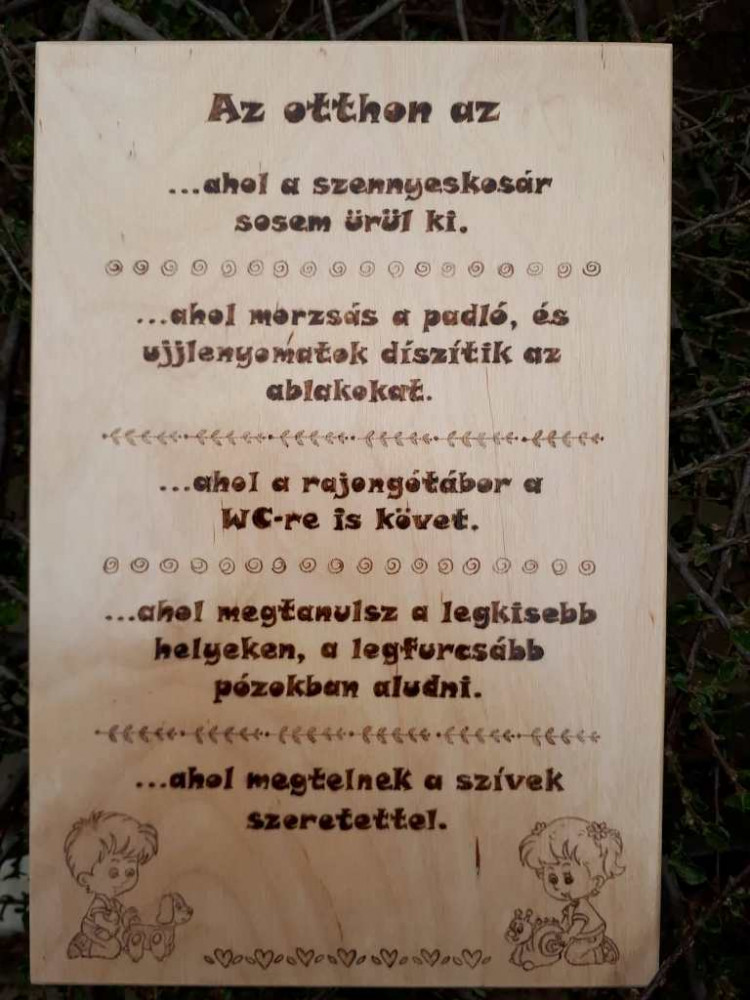 Az otthon az
...ahol a szennyeskosár
sosem ürül ki.
...ahol morzsás a padló, és
ujjlenyomatok díszítik az
ablakokat.
...ahol a rajongótábor a
WC-re is követ.
...ahol megtanulsz a legkisebb
helyeken, a legfurcsább
pózokban aludni.
...ahol megtelnek a szívek
szeretettel.